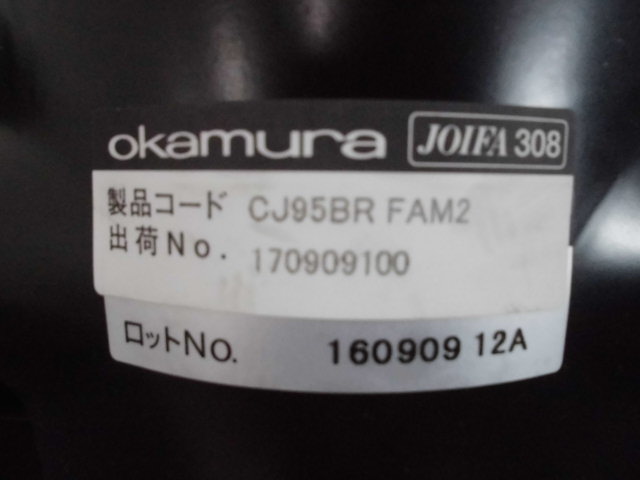 okamura JOIFA 308
製品コード CJ95BR FAM2
出荷No. 170909100
ロットNO. 160909 12A